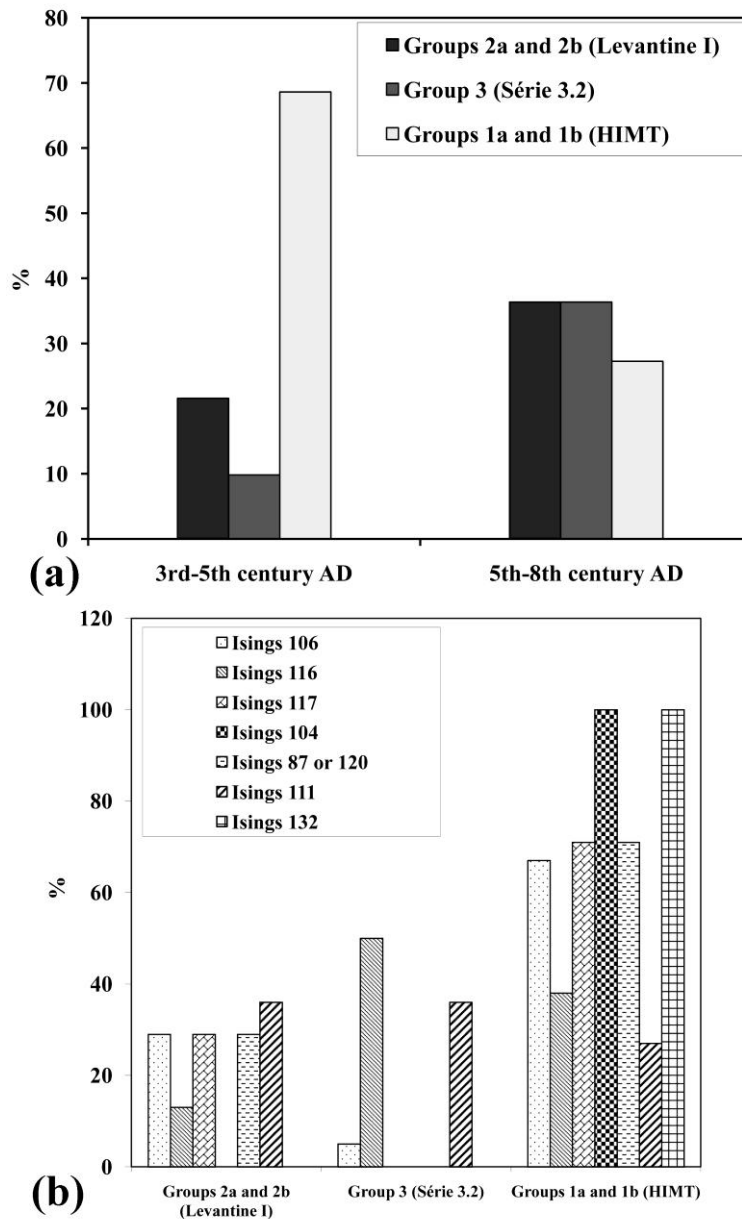 80
70
60
50
40
30
20
10
0
%
Groups 2a and 2b (Levantine I)
Group 3 (Série 3.2)
Groups 1a and 1b (HIMT)
3rd-5th century AD
5th-8th century AD
(a)
120
100
80
60
40
20
0
%
Isings 106
Isings 116
Isings 117
Isings 104
Isings 87 or 120
Isings 111
Isings 132
Groups 2a and 2b
(Levantine I)
Group 3 (Série 3.2)
Groups 1a and 1b (HIMT)
(b)